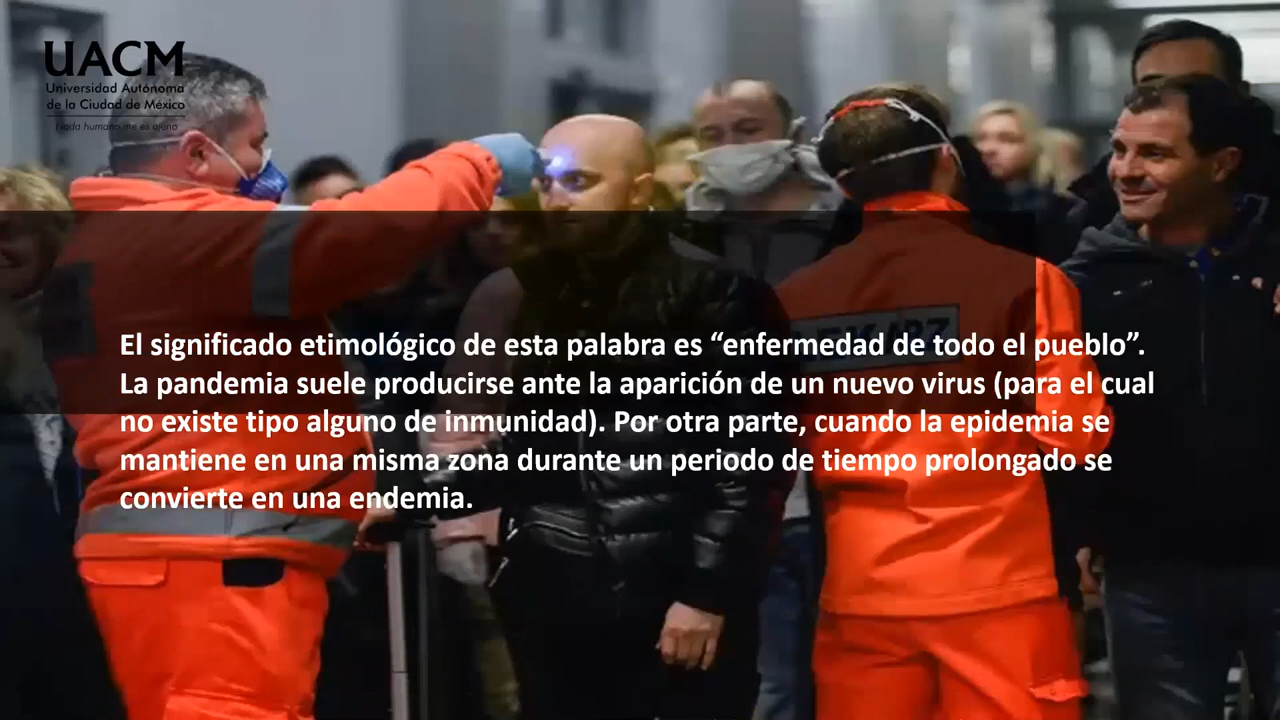 UACM
Universidad Autónoma
de la Ciudad de México
Nada humano me es ajeno
El significado etimológico de esta palabra es “enfermedad de todo el pueblo”.
La pandemia suele producirse ante la aparición de un nuevo virus (para el cual
no existe tipo alguno de inmunidad). Por otra parte, cuando la epidemia se
mantiene en una misma zona durante un periodo de tiempo prolongado se
convierte en una endemia.